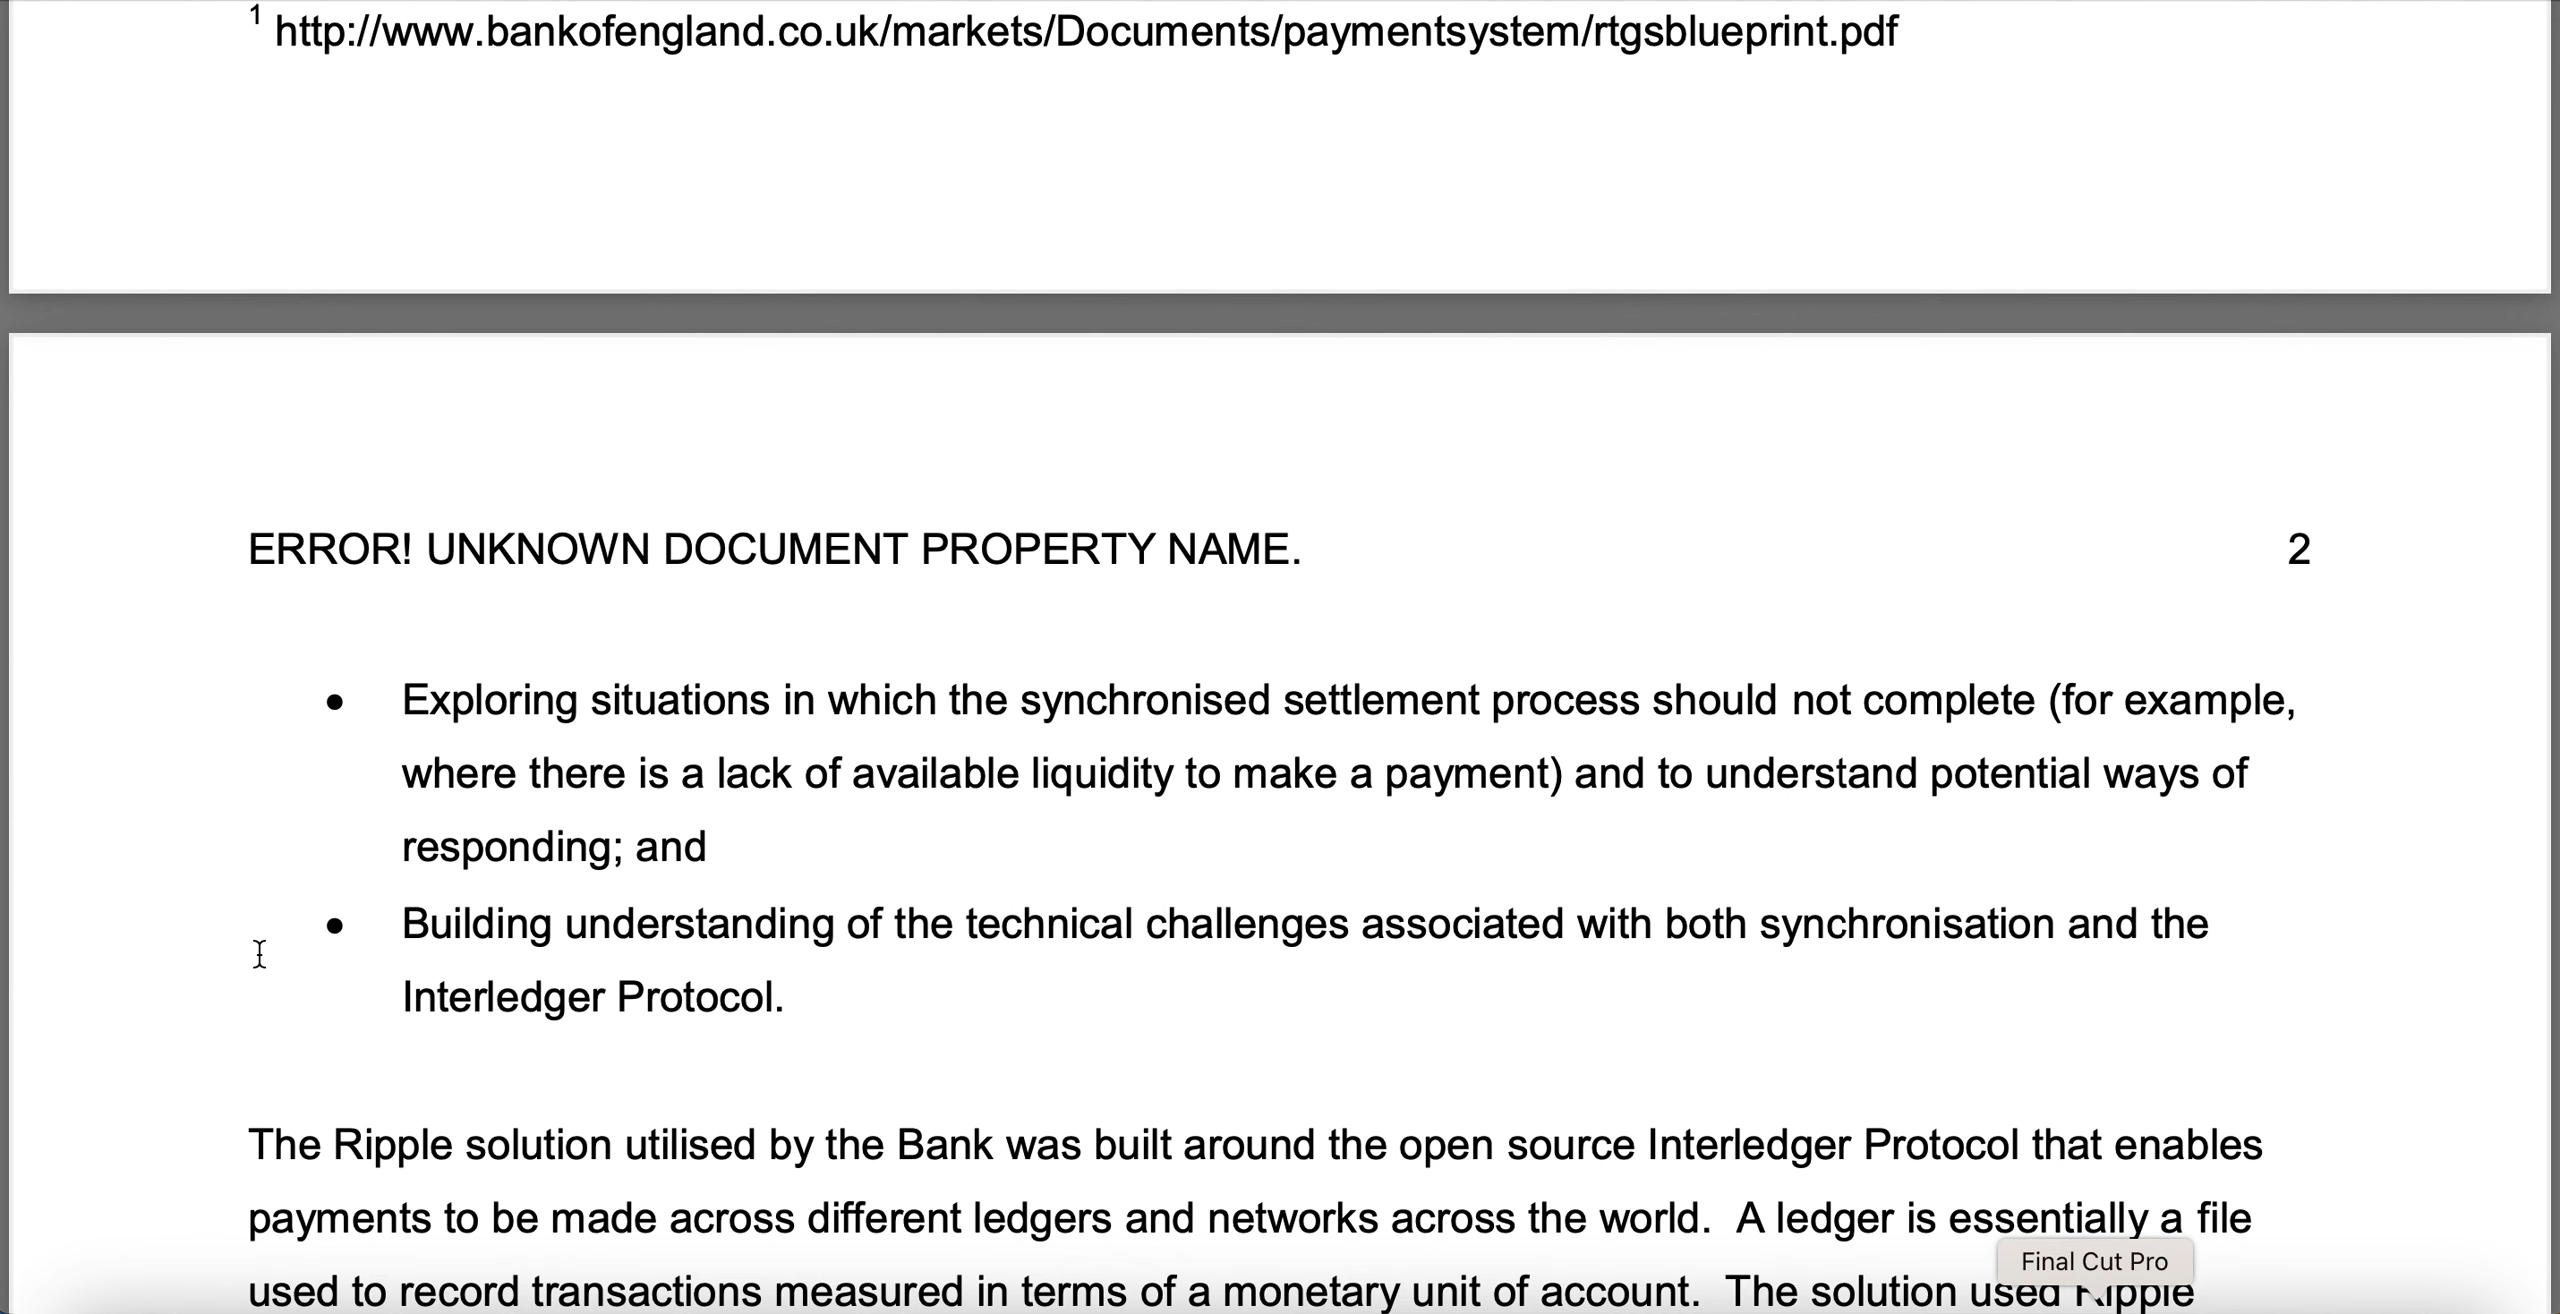 1 http://www.bankofengland.co.uk/markets/Documents/paymentsystem/rtgsblueprint.pdf
ERROR! UNKNOWN DOCUMENT PROPERTY NAME. 2
• Exploring situations in which the synchronised settlement process should not complete (for example,
where there is a lack of available liquidity to make a payment) and to understand potential ways of
responding; and
• Building understanding of the technical challenges associated with both synchronisation and the
Interledger Protocol.
The Ripple solution utilised by the Bank was built around the open source Interledger Protocol that enables
payments to be made across different ledgers and networks across the world. A ledger is essentially a file
Final Cut Pro
used to record transactions measured in terms of a monetary unit of account. The solution used Ripple